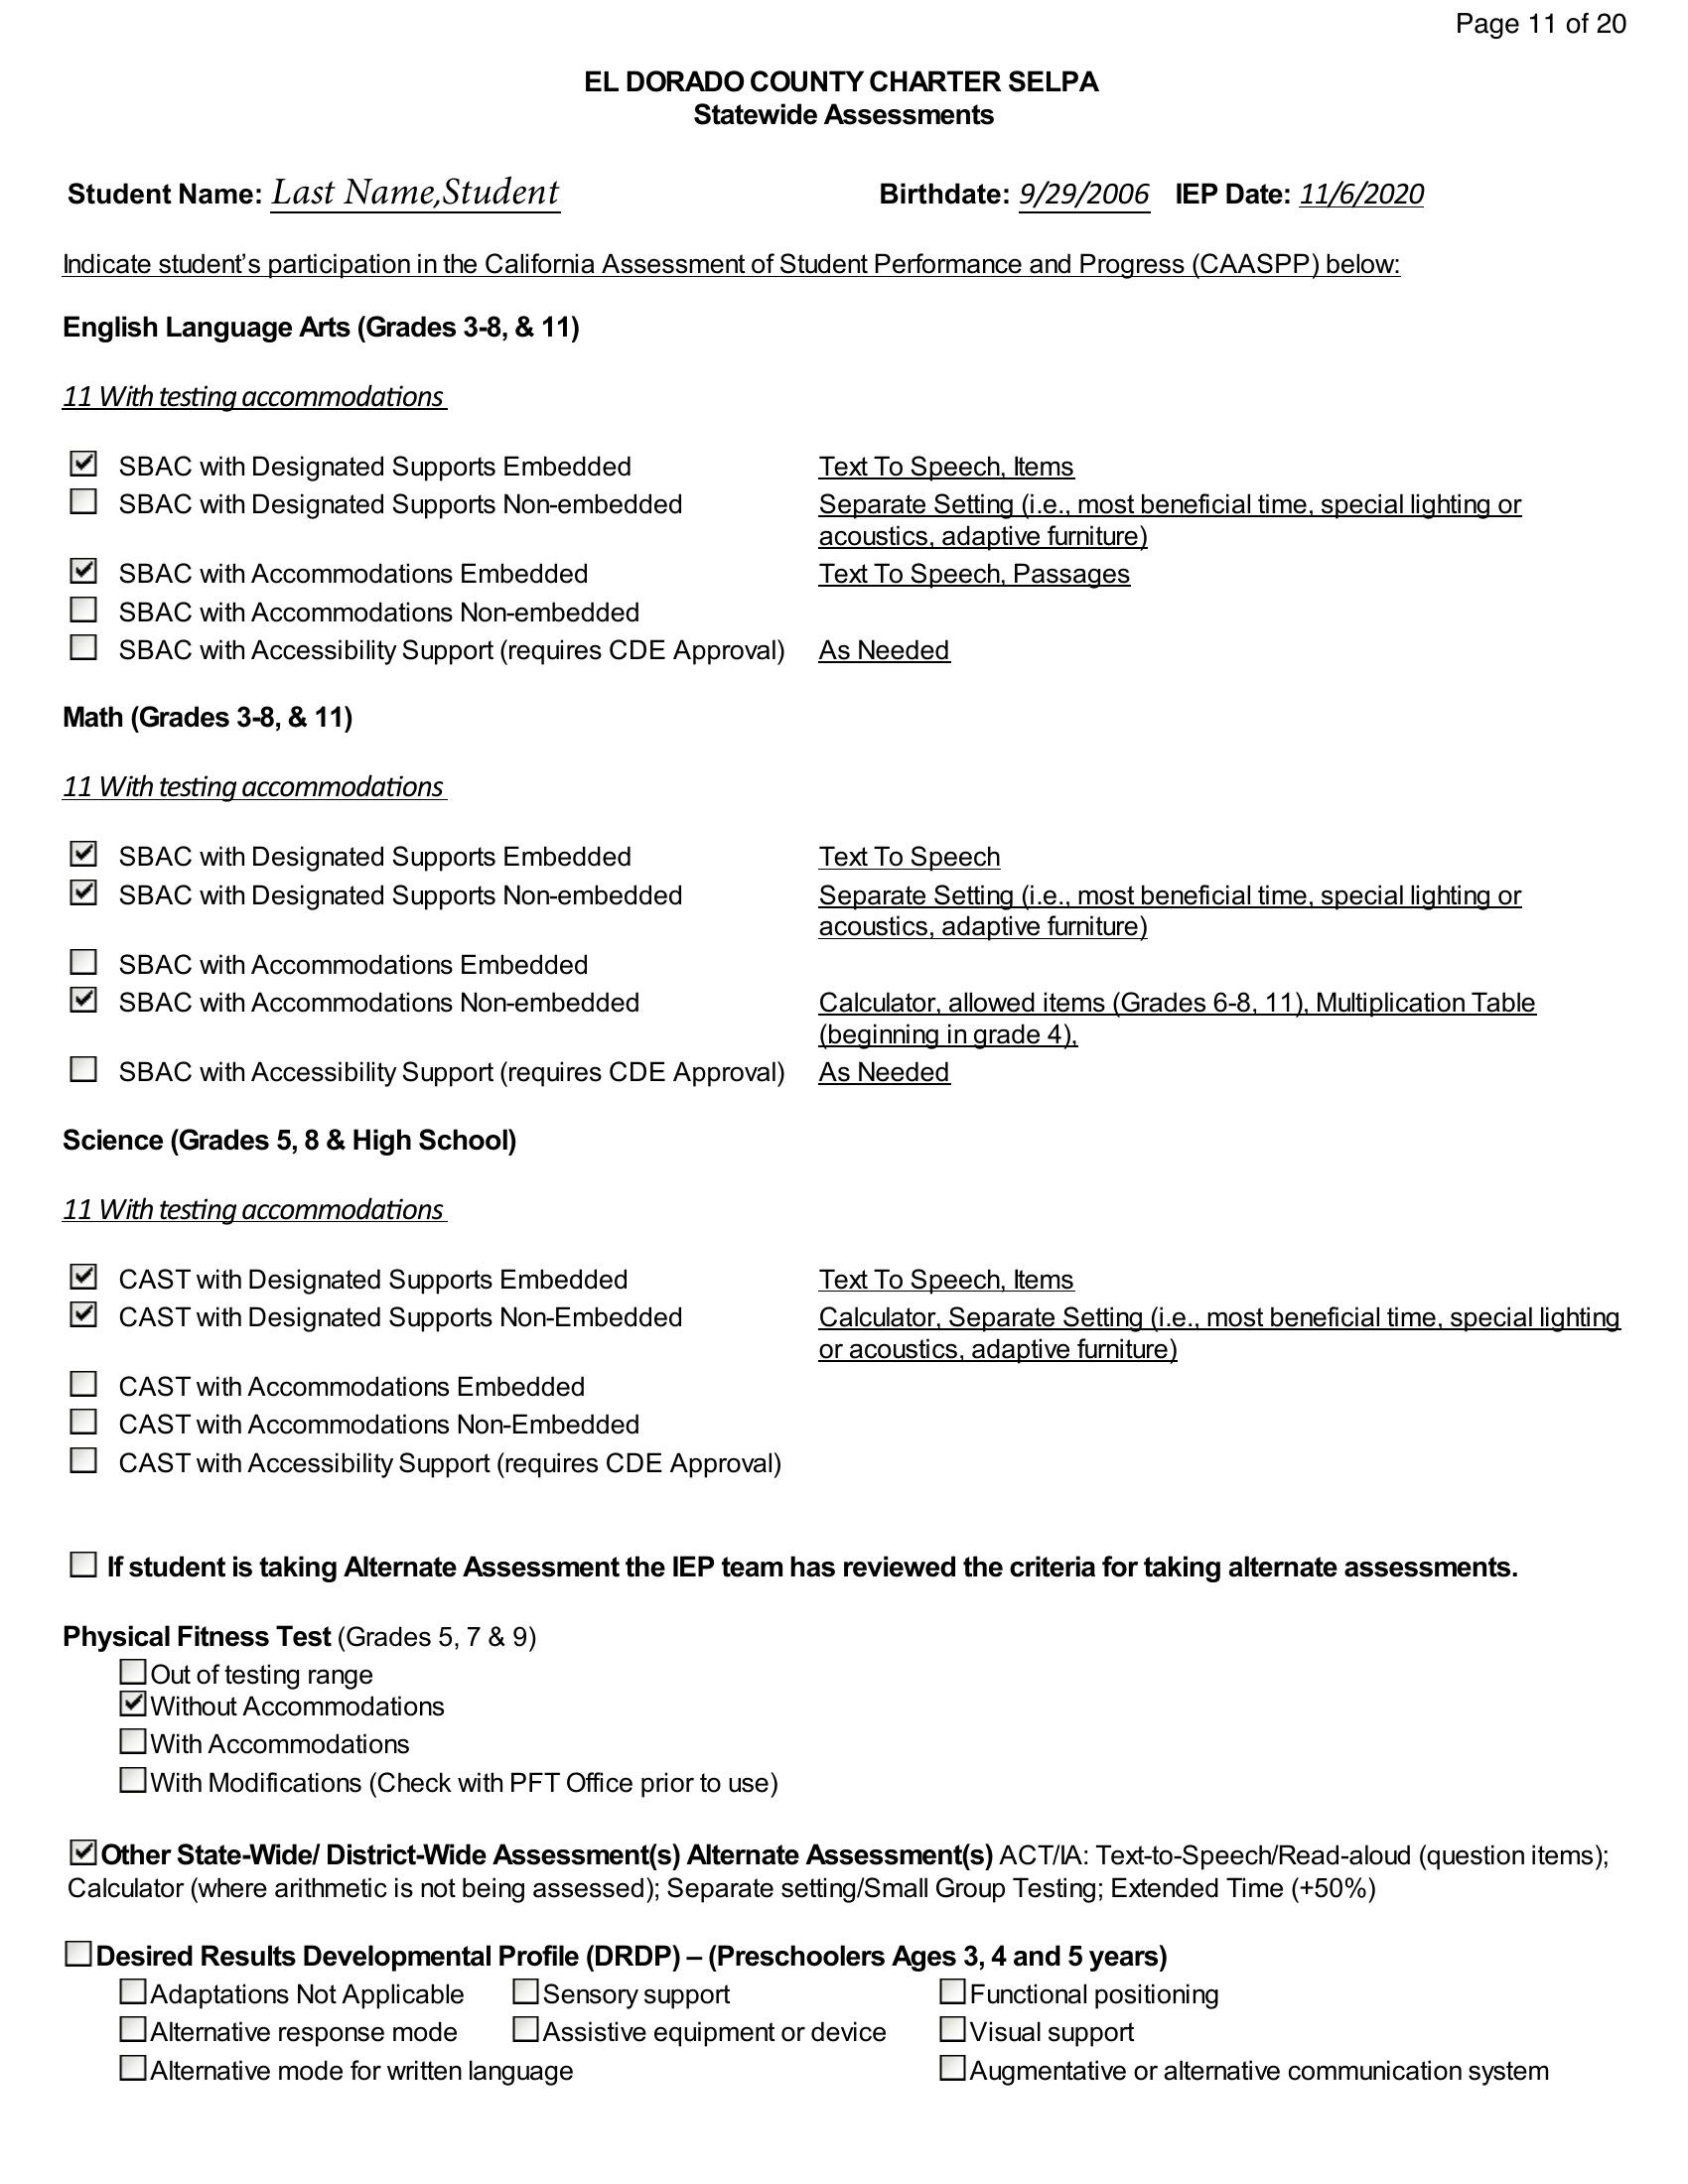 Page 11 of 20
EL DORADO COUNTY CHARTER SELPA
Statewide Assessments
Student Name: Last Name,Student Birthdate: 9/29/2006 IEP Date: 11/6/2020
Indicate student’s participation in the California Assessment of Student Performance and Progress (CAASPP) below:
English Language Arts (Grades 3-8, & 11)
11 With testing accommodations
SBAC with Designated Supports Embedded Text To Speech, Items
SBAC with Designated Supports Non-embedded Separate Setting (i.e., most beneficial time, special lighting or
acoustics, adaptive furniture)
SBAC with Accommodations Embedded Text To Speech, Passages
SBAC with Accommodations Non-embedded
SBAC with Accessibility Support (requires CDE Approval) As Needed
Math (Grades 3-8, & 11)
11 With testing accommodations
SBAC with Designated Supports Embedded Text To Speech
SBAC with Designated Supports Non-embedded Separate Setting (i.e., most beneficial time, special lighting or
acoustics, adaptive furniture)
SBAC with Accommodations Embedded
SBAC with Accommodations Non-embedded Calculator, allowed items (Grades 6-8, 11), Multiplication Table
(beginning in grade 4),
SBAC with Accessibility Support (requires CDE Approval) As Needed
Science (Grades 5, 8 & High School)
11 With testing accommodations
CAST with Designated Supports Embedded Text To Speech, Items
CAST with Designated Supports Non-Embedded Calculator, Separate Setting (i.e., most beneficial time, special lighting
or acoustics, adaptive furniture)
CAST with Accommodations Embedded
CAST with Accommodations Non-Embedded
CAST with Accessibility Support (requires CDE Approval)
If student is taking Alternate Assessment the IEP team has reviewed the criteria for taking alternate assessments.
Physical Fitness Test (Grades 5, 7 & 9)
Out of testing range
Without Accommodations
With Accommodations
With Modifications (Check with PFT Office prior to use)
Other State-Wide/ District-Wide Assessment(s) Alternate Assessment(s) ACT/IA: Text-to-Speech/Read-aloud (question items);
Calculator (where arithmetic is not being assessed); Separate setting/Small Group Testing; Extended Time (+50%)
Desired Results Developmental Profile (DRDP) – (Preschoolers Ages 3, 4 and 5 years)
Adaptations Not Applicable Sensory support Functional positioning
Alternative response mode Assistive equipment or device Visual support
Alternative mode for written language Augmentative or alternative communication system